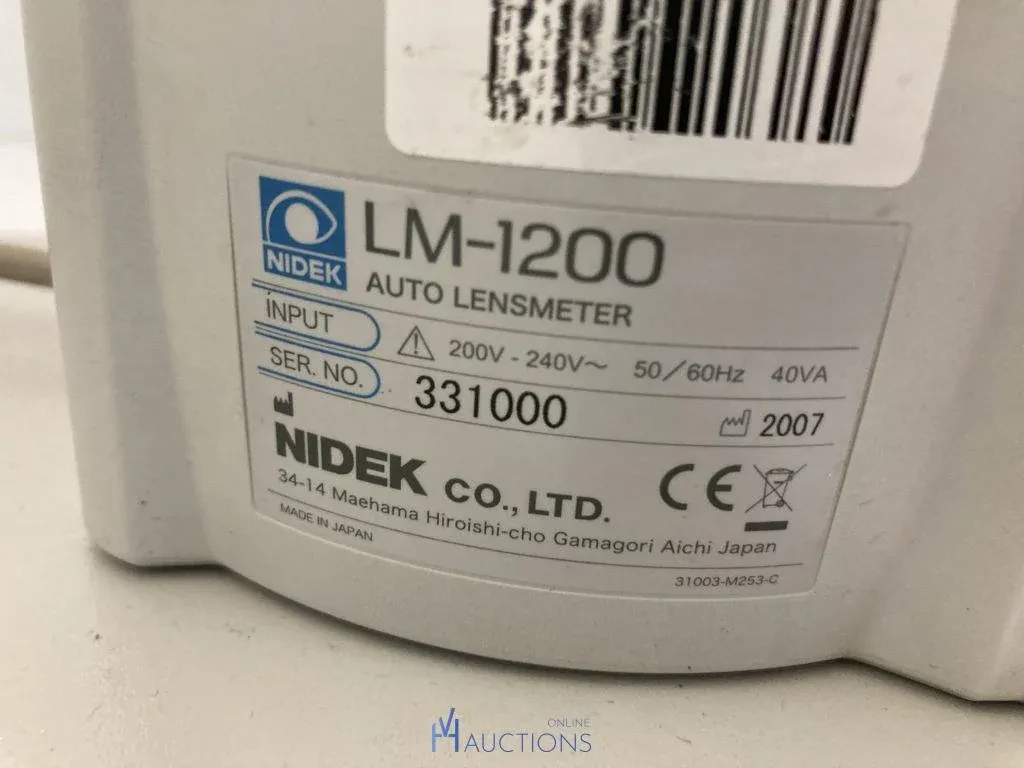 NIDEK
LM-1200
AUTO LENSMETER
INPUT 200V - 240V~ 50/60Hz 40VA
SER. NO. 331000 2007
NIDEK CO., LTD.
34-14 Maehama Hiroishi-cho Gamagori Aichi Japan
MADE IN JAPAN
31003-M253-C
CE
ONLINE
VH AUCTIONS